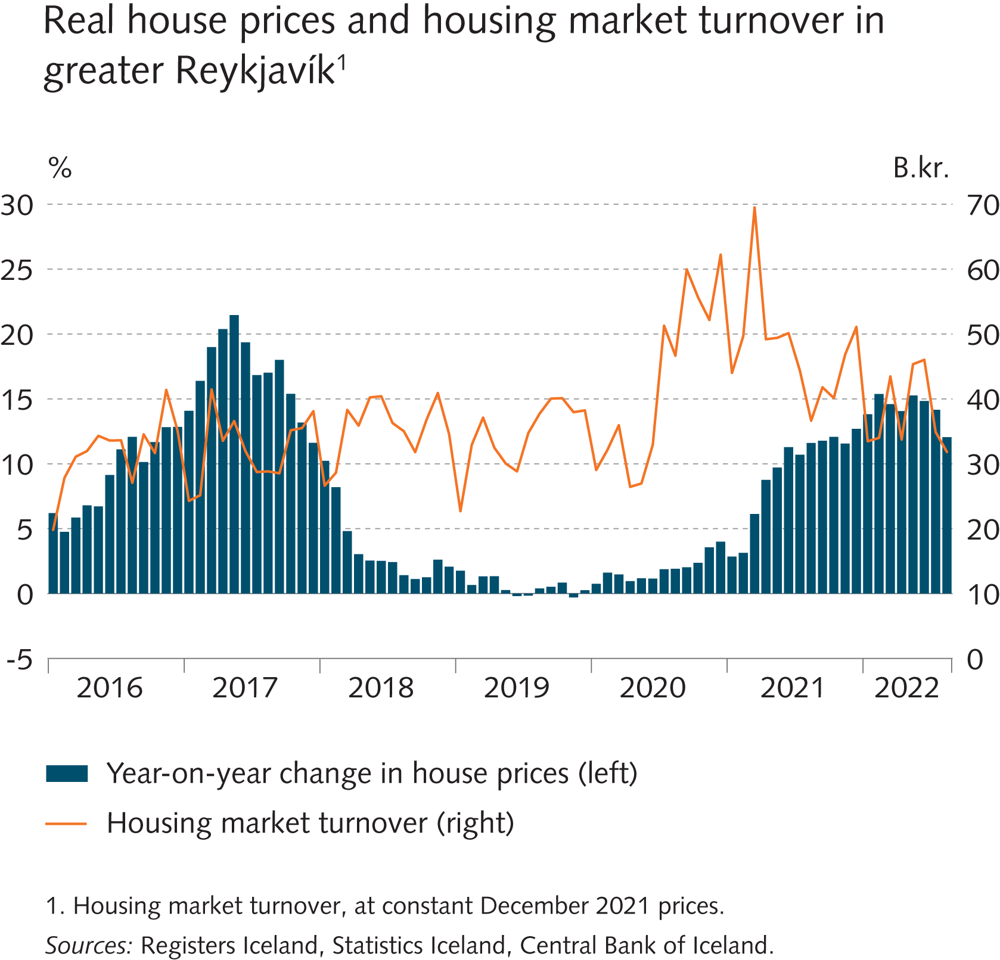 Real house prices and housing market turnover in
greater Reykjavík¹
% B.kr.
30 70
25 60
20 50
15 40
10 30
5 20
0 10
-5 0
2016 2017 2018 2019 2020 2021 2022
Year-on-year change in house prices (left)
Housing market turnover (right)
1. Housing market turnover, at constant December 2021 prices.
Sources: Registers Iceland, Statistics Iceland, Central Bank of Iceland.